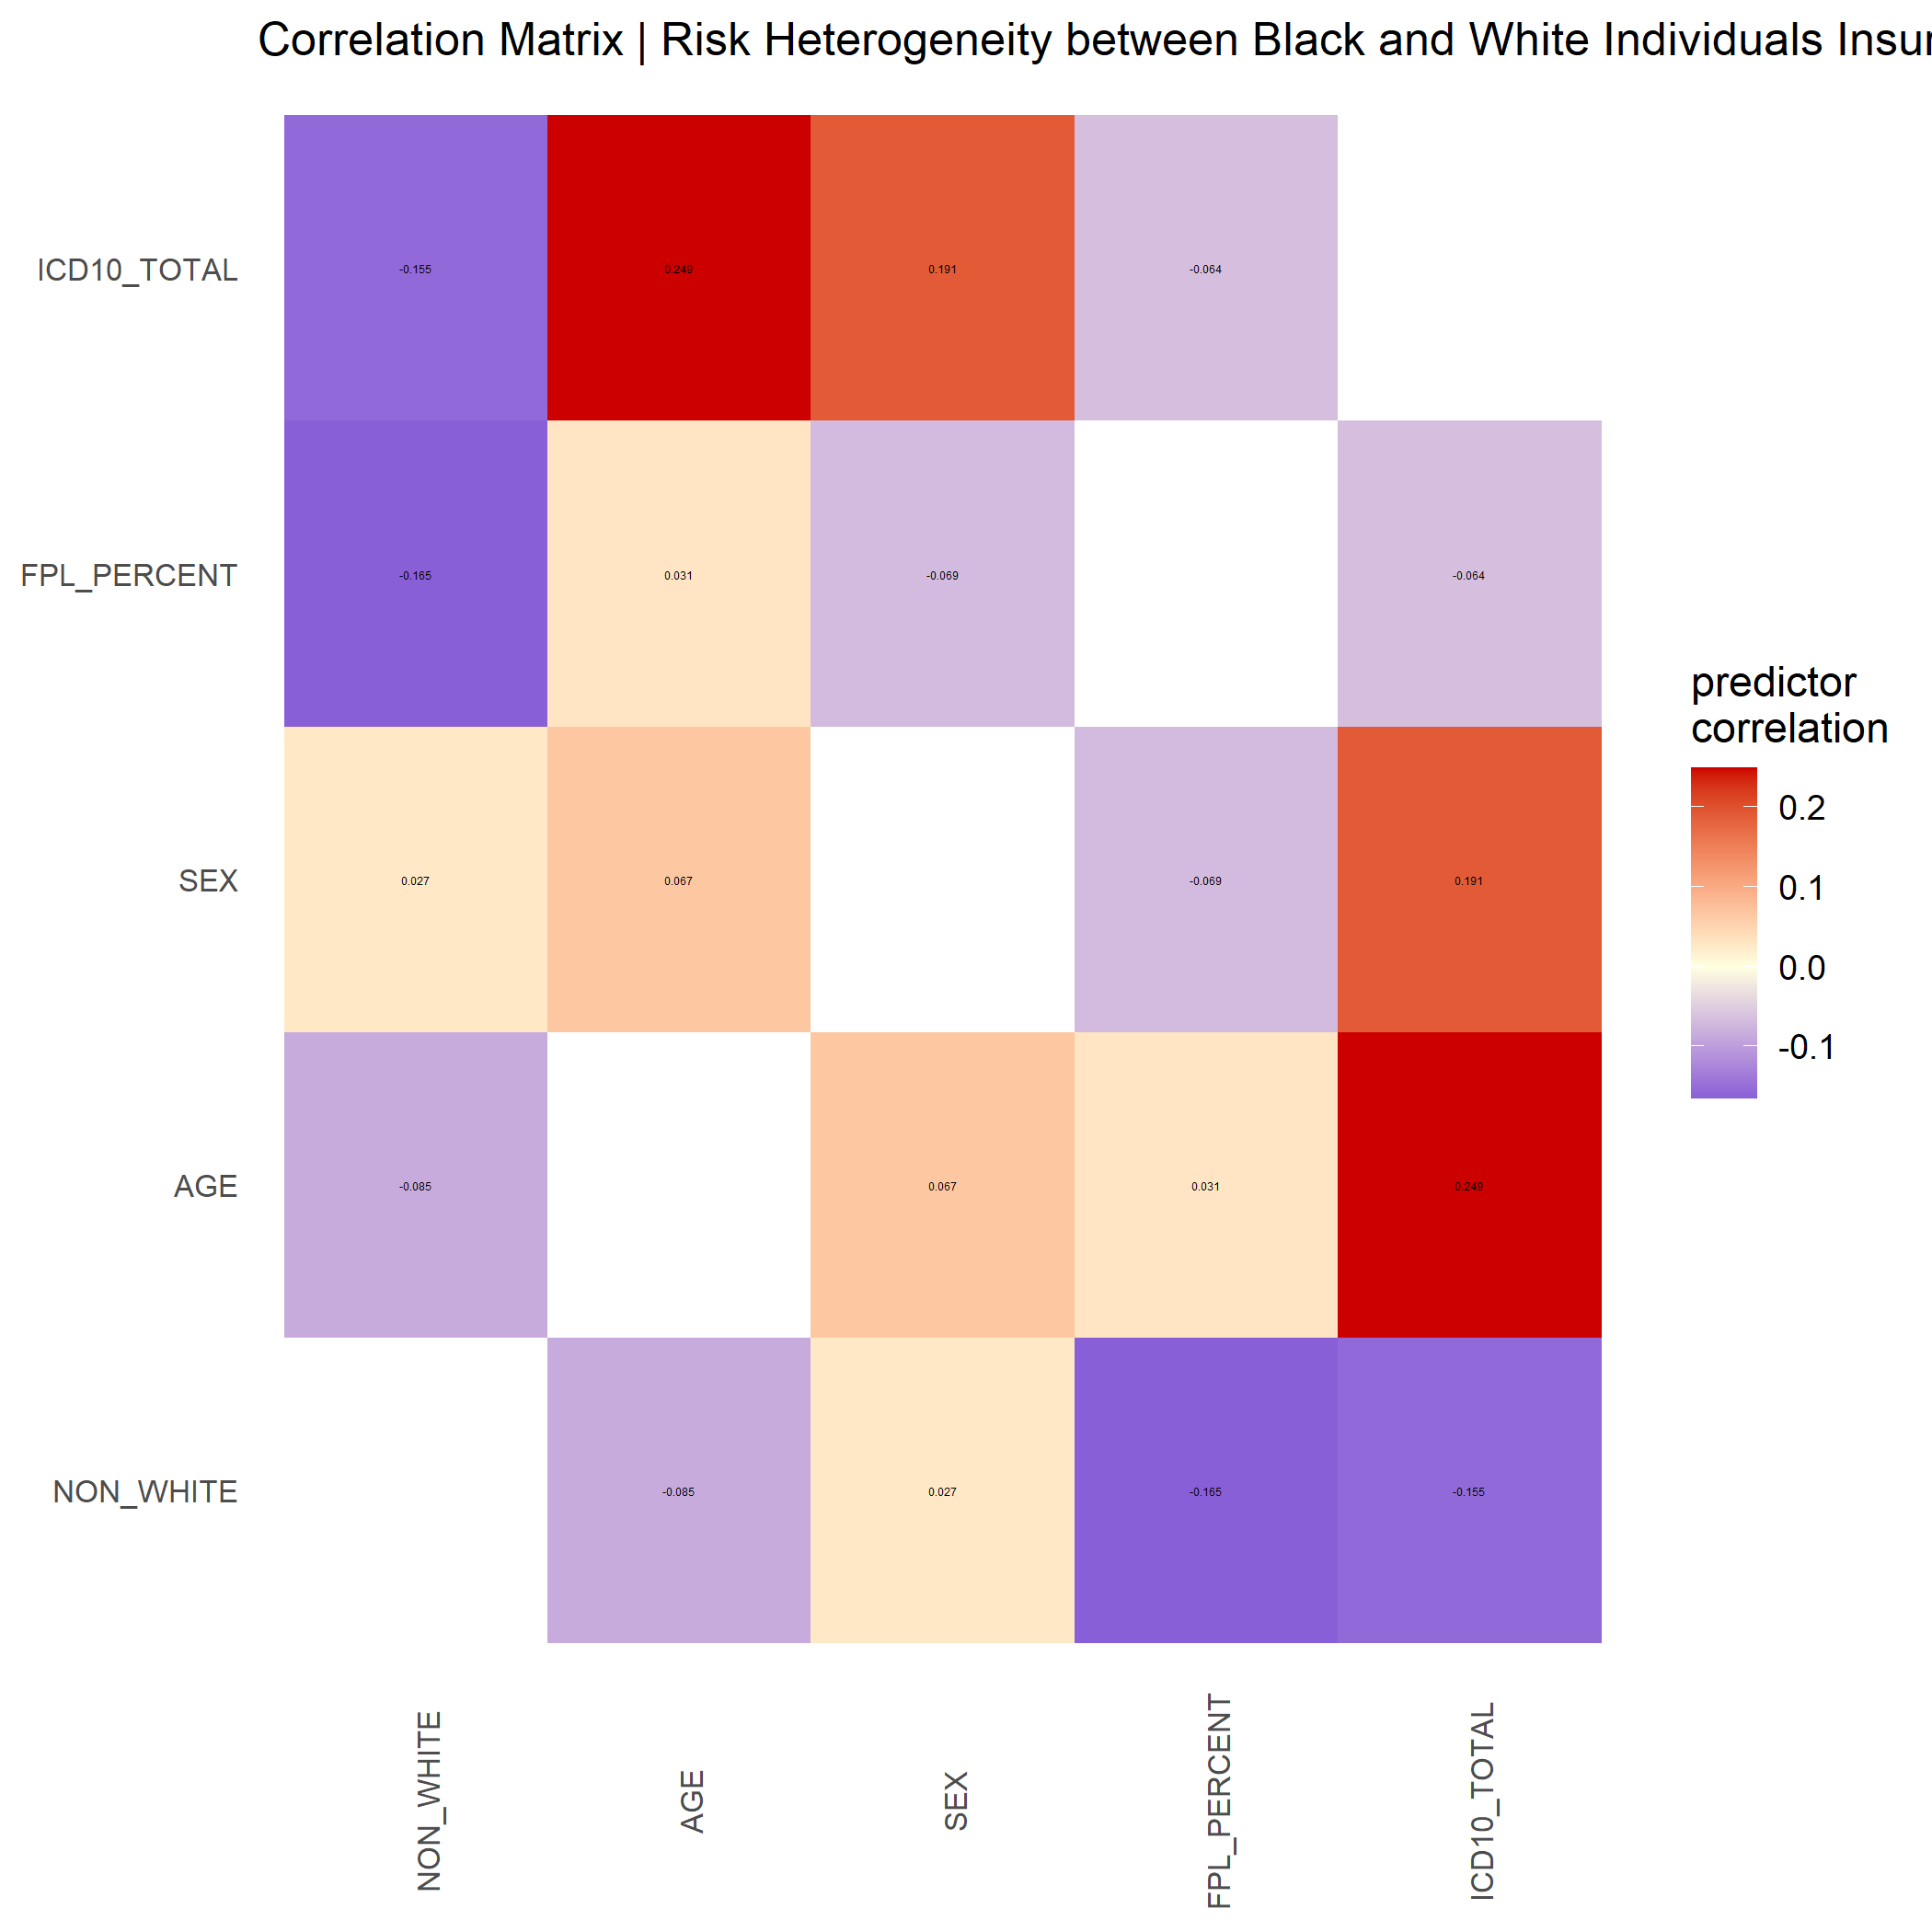 Correlation Matrix | Risk Heterogeneity between Black and White Individuals Insur
ICD10_TOTAL
-0.155 0.249 0.191 -0.064
FPL_PERCENT
-0.165 0.031 -0.069 -0.064
predictor
correlation
0.2
0.1
0.0
-0.1
SEX
0.027 0.067 -0.069 0.191
AGE
-0.085 0.067 0.031 0.249
NON_WHITE
-0.085 0.027 -0.165 -0.155
NON_WHITE
AGE
SEX
FPL_PERCENT
ICD10_TOTAL